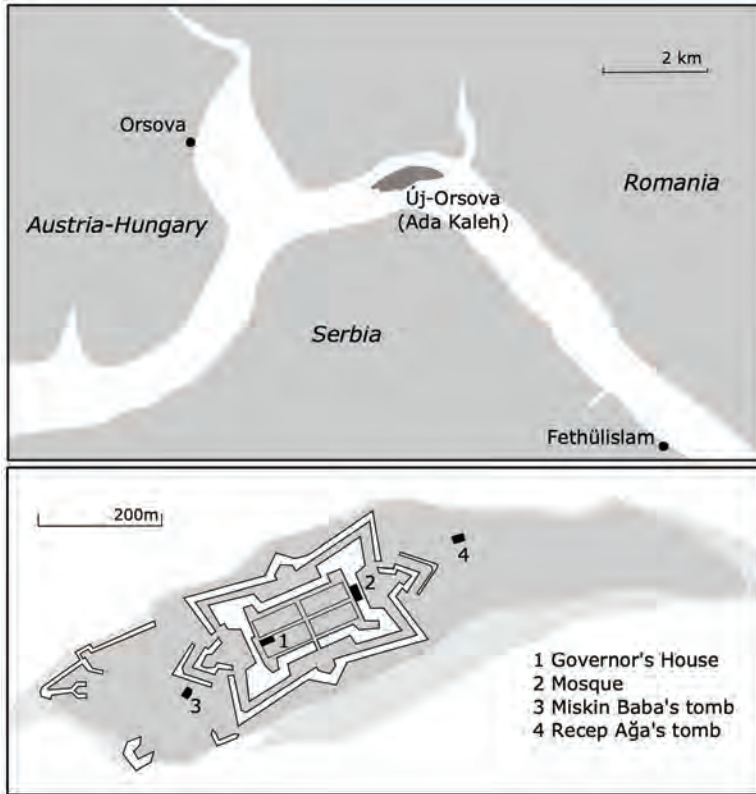 2 km
Orsova
Romania
Új-Orsova
(Ada Kaleh)
Austria-Hungary
Serbia
Fethülislam
200m
4
2
1
3
1 Governor's House
2 Mosque
3 Miskin Baba's tomb
4 Recep Ağa's tomb